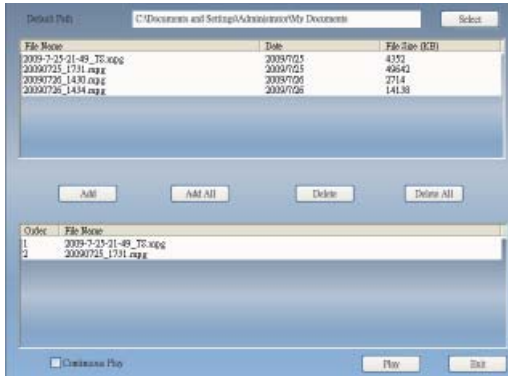 Default Path C:\Documents and Settings\Administrator\My Documents Select
File Name Date File Size (KB)
2009-7-25-21-49_TS.mpg 2009/7/25 4352
20090725_1731.mpg 2009/7/25 49642
20090726_1430.mpg 2009/7/26 2714
20090726_1434.mpg 2009/7/26 14138
Add Add All Delete Delete All
Order File Name
1 2009-7-25-21-49_TS.mpg
2 20090725_1731.mpg
Continuous Play Play Exit